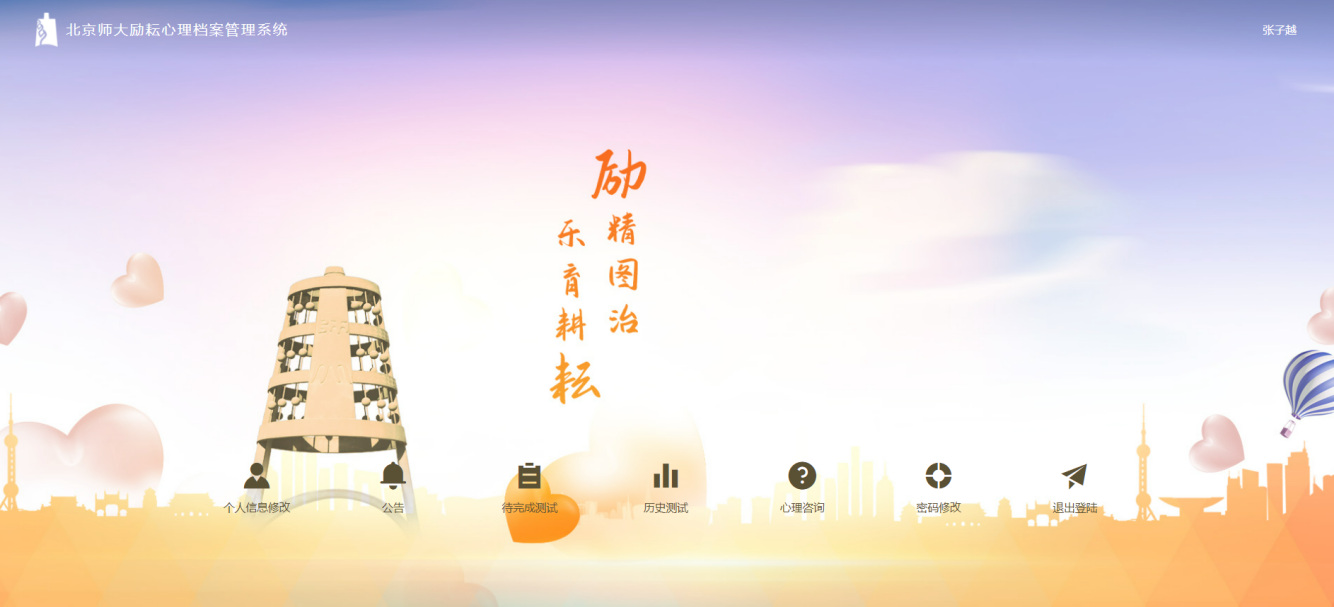 北京师大励耘心理档案管理系统
张子越
励精图治
乐育耕耘
个人信息修改
公告
待完成测试
历史测试
心理咨询
密码修改
退出登陆